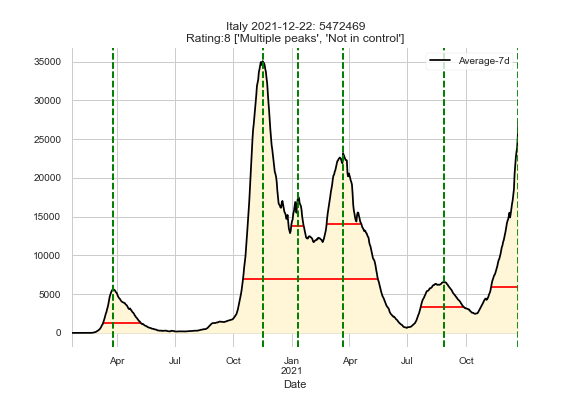 Italy 2021-12-22: 5472469
Rating:8 ['Multiple peaks', 'Not in control']
Average-7d
35000
30000
25000
20000
15000
10000
5000
0
Apr
Jul
Oct
Jan
2021
Apr
Jul
Oct
Date